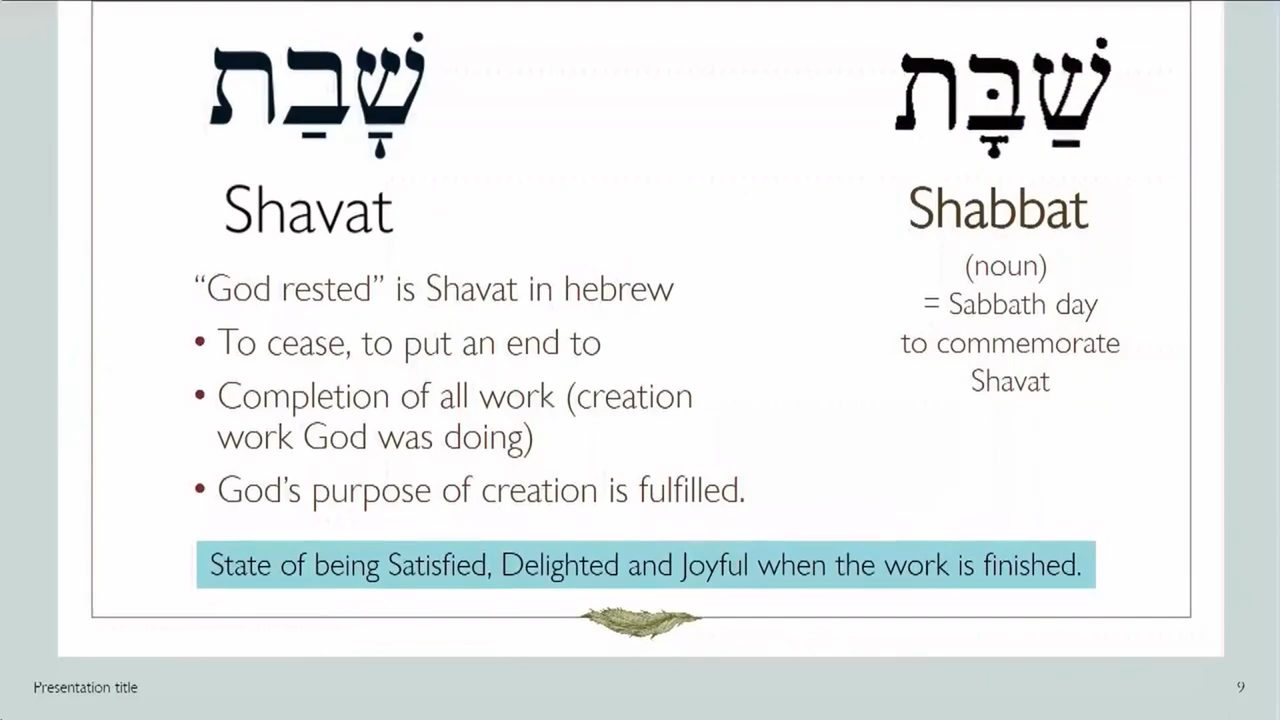 שָׁבַת
Shavat
“God rested” is Shavat in hebrew
• To cease, to put an end to
• Completion of all work (creation
work God was doing)
• God’s purpose of creation is fulfilled.
שַׁבָּת
Shabbat
(noun)
= Sabbath day
to commemorate
Shavat
State of being Satisfied, Delighted and Joyful when the work is finished.
Presentation title
9